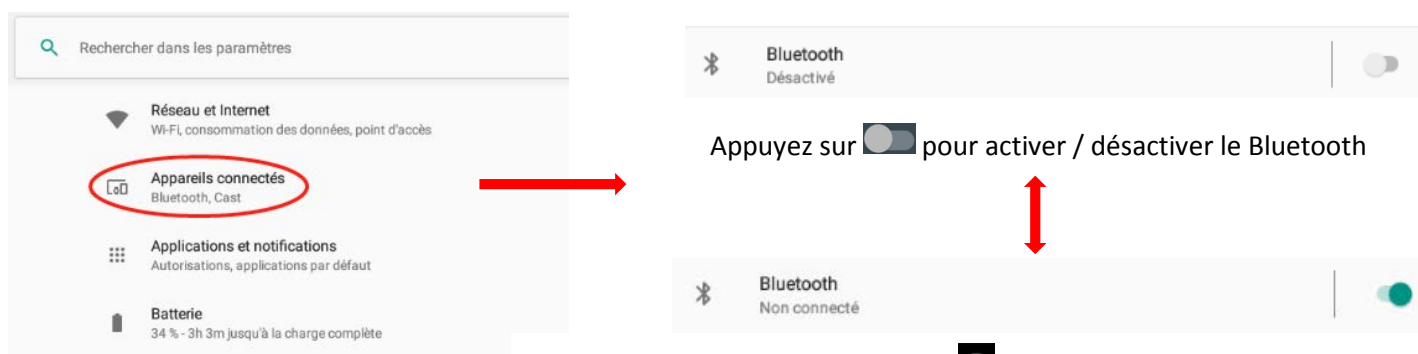 Rechercher dans les paramètres
Réseau et Internet
Wi-Fi, consommation des données, point d'accès
Appareils connectés
Bluetooth, Cast
Applications et notifications
Autorisations, applications par défaut
Batterie
34 % - 3h 3m jusqu'à la charge complète
Bluetooth
Désactivé
Appuyez sur pour activer / désactiver le Bluetooth
Bluetooth
Non connecté